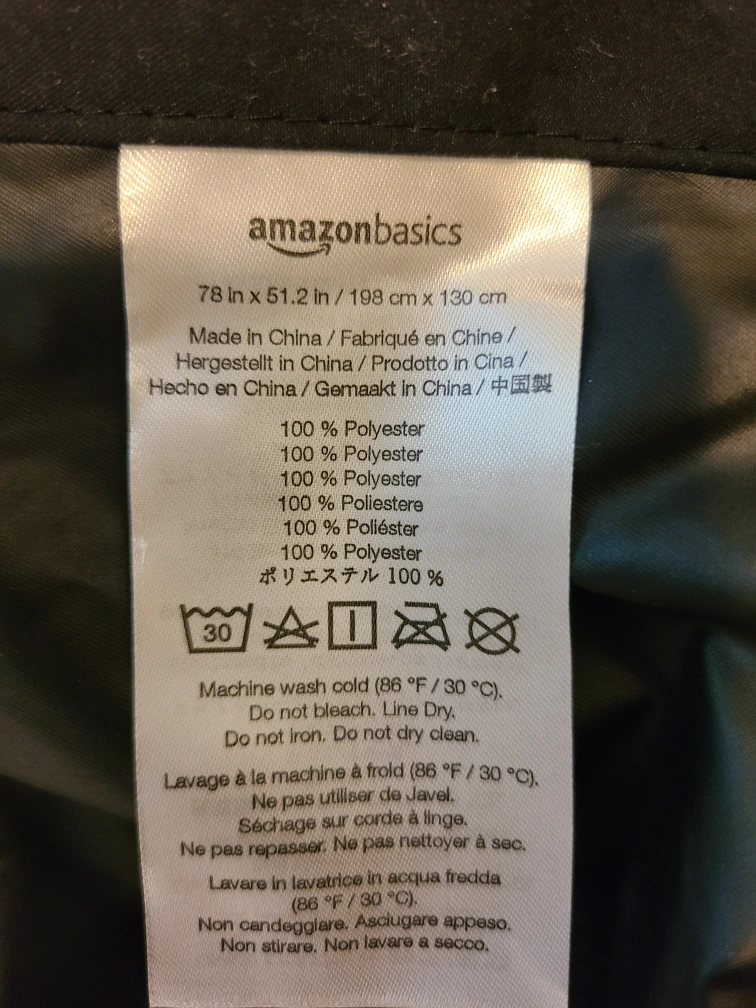 amazonbasics
78 in x 51.2 in / 198 cm x 130 cm
Made in China / Fabriqué en Chine /
Hergestellt in China / Prodotto in Cina /
Hecho en China / Gemaakt in China / 中国製
100 % Polyester
100 % Polyester
100 % Polyester
100 % Poliestere
100 % Poliéster
100 % Polyester
ポリエステル 100 %
30
Machine wash cold (86 °F / 30 °C).
Do not bleach. Line Dry.
Do not iron. Do not dry clean.
Lavage à la machine à froid (86 °F / 30 °C).
Ne pas utiliser de Javel.
Séchage sur corde à linge.
Ne pas repasser. Ne pas nettoyer à sec.
Lavare in lavatrice in acqua fredda
(86 °F / 30 °C).
Non candeggiare. Asciugare appeso.
Non stirare. Non lavare a secco.